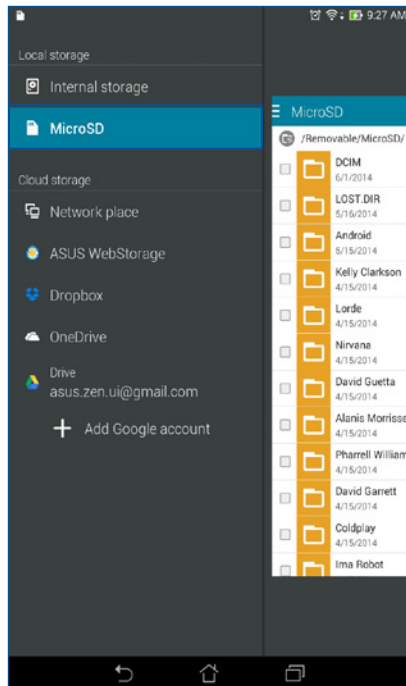 9:27 AM
Local storage
Internal storage
MicroSD
Cloud storage
Network place
ASUS WebStorage
Dropbox
OneDrive
Drive
asus.zen.ui@gmail.com
Add Google account
MicroSD
/Removable/MicroSD/
DCIM
6/1/2014
LOST.DIR
5/16/2014
Android
5/15/2014
Kelly Clarkson
4/15/2014
Lorde
4/15/2014
Nirvana
4/15/2014
David Guetta
4/15/2014
Alanis Morrisse
4/15/2014
Pharrell William
4/15/2014
David Garrett
4/15/2014
Coldplay
4/15/2014
Ima Robot